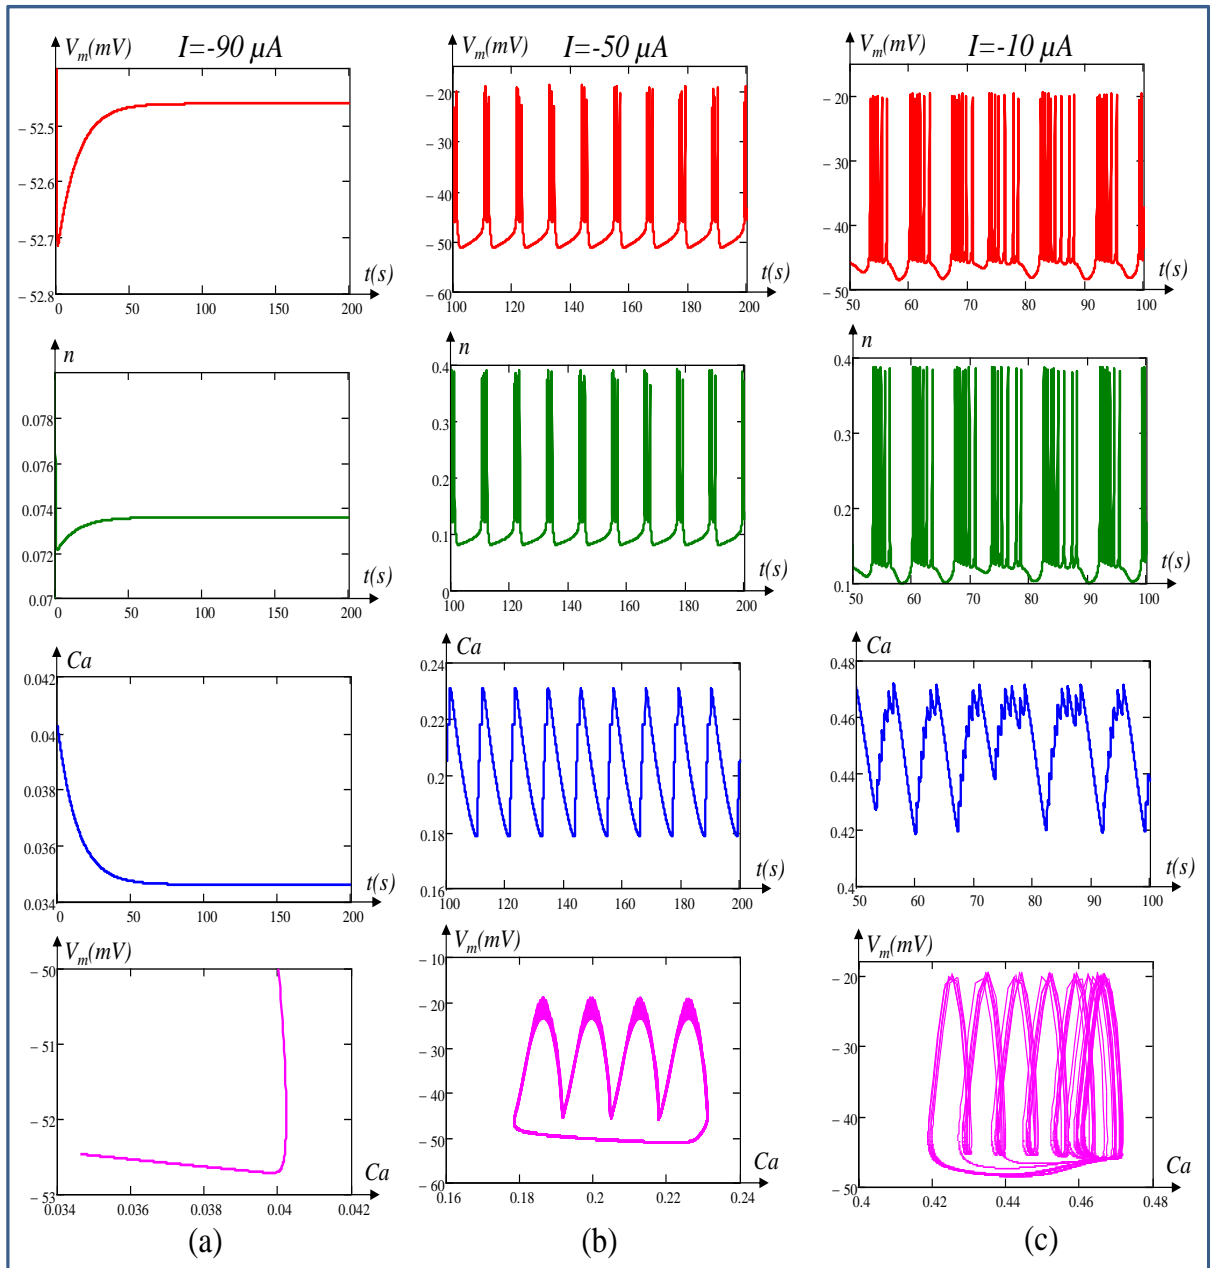 I=-90 μA
I=-50 μA
I=-10 μA
V_m(mV)
− 52.5
− 52.6
− 52.7
− 52.8
0 50 100 150 200
t(s)
V_m(mV)
− 20
− 30
− 40
− 50
− 60
100 120 140 160 180 200
t(s)
V_m(mV)
− 20
− 30
− 40
− 50
50 60 70 80 90 100
t(s)
n
0.078
0.076
0.074
0.072
0.07
0 50 100 150 200
t(s)
n
0.4
0.3
0.2
0.1
0
100 120 140 160 180 200
t(s)
n
0.4
0.3
0.2
0.1
50 60 70 80 90 100
t(s)
Ca
0.042
0.04
0.038
0.036
0.034
0 50 100 150 200
t(s)
Ca
0.24
0.22
0.2
0.18
0.16
100 120 140 160 180 200
t(s)
Ca
0.48
0.46
0.44
0.42
0.4
50 60 70 80 90 100
t(s)
V_m(mV)
− 50
− 51
− 52
− 53
0.034 0.036 0.038 0.04 0.042
Ca
V_m(mV)
− 10
− 20
− 30
− 40
− 50
− 60
0.16 0.18 0.2 0.22 0.24
Ca
V_m(mV)
− 20
− 30
− 40
− 50
0.4 0.42 0.44 0.46 0.48
Ca
(a)
(b)
(c)